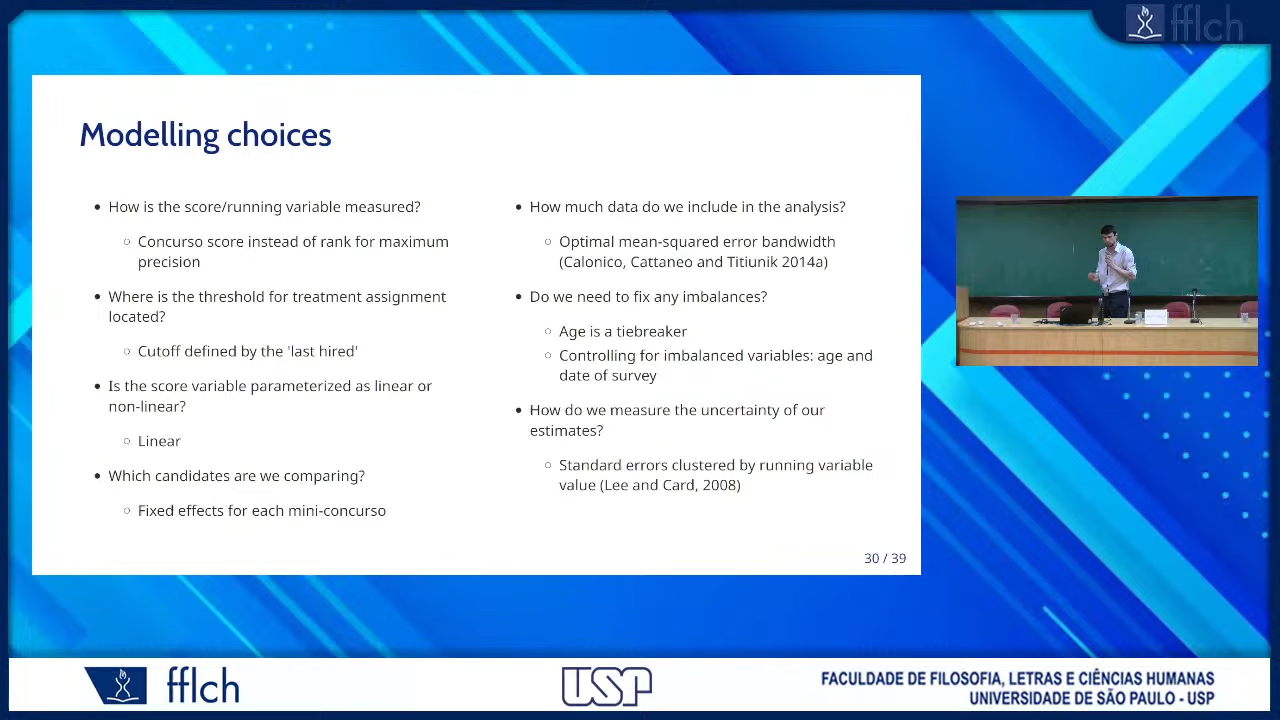 fflch
Modelling choices
• How is the score/running variable measured?
○ Concurso score instead of rank for maximum
precision
• Where is the threshold for treatment assignment
located?
○ Cutoff defined by the 'last hired'
• Is the score variable parameterized as linear or
non-linear?
○ Linear
• Which candidates are we comparing?
○ Fixed effects for each mini-concurso
• How much data do we include in the analysis?
○ Optimal mean-squared error bandwidth
(Calonico, Cattaneo and Titiunik 2014a)
• Do we need to fix any imbalances?
○ Age is a tiebreaker
○ Controlling for imbalanced variables: age and
date of survey
• How do we measure the uncertainty of our
estimates?
○ Standard errors clustered by running variable
value (Lee and Card, 2008)
30 / 39
fflch
USP
FACULDADE DE FILOSOFIA, LETRAS E CIÊNCIAS HUMANAS
UNIVERSIDADE DE SÃO PAULO - USP